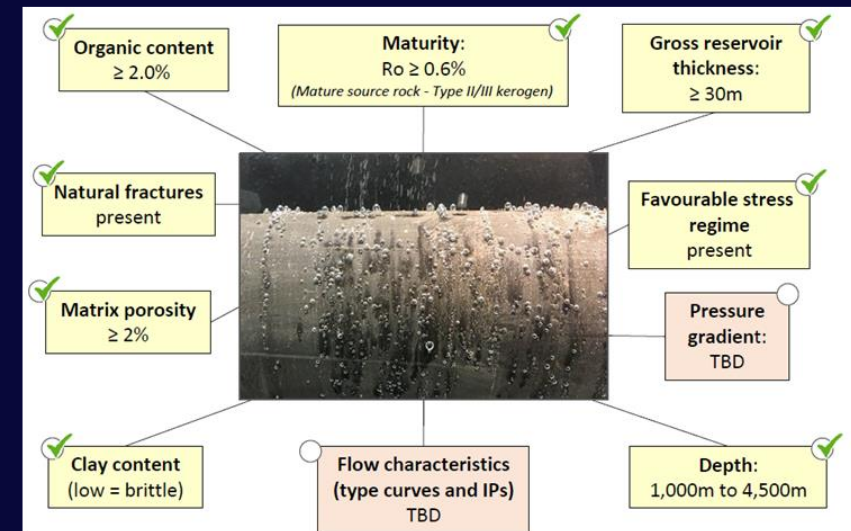 Organic content
≥ 2.0%
Maturity:
Ro ≥ 0.6%
(Mature source rock - Type II/III kerogen)
Gross reservoir
thickness:
≥ 30m
Natural fractures
present
Favourable stress
regime
present
Matrix porosity
≥ 2%
Pressure
gradient:
TBD
Clay content
(low = brittle)
Flow characteristics
(type curves and IPs)
TBD
Depth:
1,000m to 4,500m